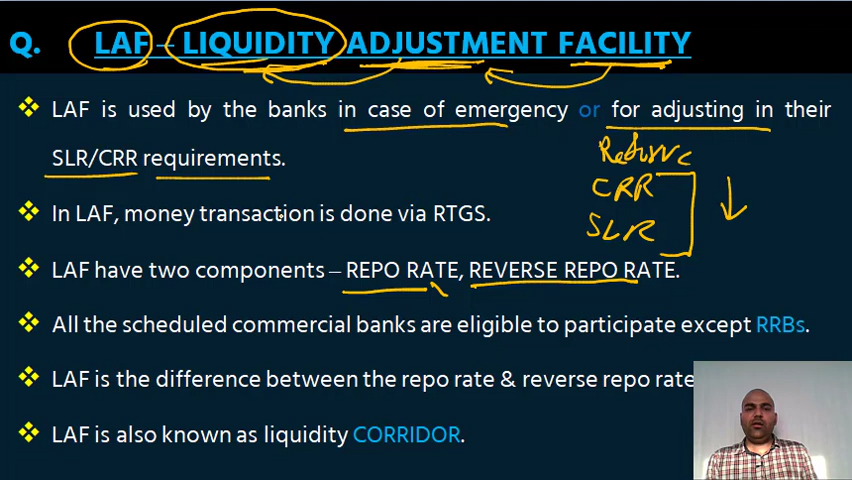 Q. LAF – LIQUIDITY ADJUSTMENT FACILITY
❖ LAF is used by the banks in case of emergency or for adjusting in their
SLR/CRR requirements.
CRR
SLR
❖ In LAF, money transaction is done via RTGS.
❖ LAF have two components – REPO RATE, REVERSE REPO RATE.
❖ All the scheduled commercial banks are eligible to participate except RRBs.
❖ LAF is the difference between the repo rate & reverse repo rate
❖ LAF is also known as liquidity CORRIDOR.